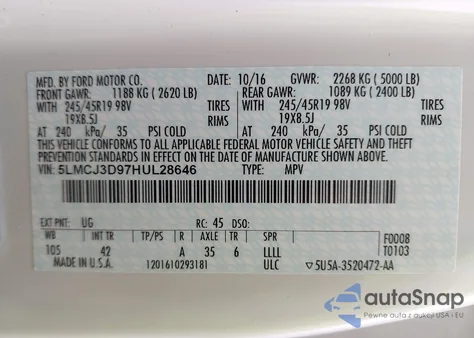 MFD. BY FORD MOTOR CO.
DATE: 10/16 GVWR: 2268 KG ( 5000 LB)
FRONT GAWR: 1188 KG ( 2620 LB) REAR GAWR: 1089 KG ( 2400 LB)
WITH 245/45R19 98V TIRES WITH 245/45R19 98V TIRES
19X8.5J RIMS 19X8.5J RIMS
AT 240 kPa/ 35 PSI COLD AT 240 kPa/ 35 PSI COLD
THIS VEHICLE CONFORMS TO ALL APPLICABLE FEDERAL MOTOR VEHICLE SAFETY AND THEFT
PREVENTION STANDARDS IN EFFECT ON THE DATE OF MANUFACTURE SHOWN ABOVE.
VIN: 5LMCJ3D97HUL28646 TYPE: MPV
EXT PNT: UG RC: 45 DSO:
WB INT TR TP/PS R AXLE TR SPR F0008
105 42 A 35 6 LLLL T0103
MADE IN U.S.A. 1201610293181 ULC ▽5U5A-3520472-AA
autoSnap
Pewne auta z aukcji USA i EU